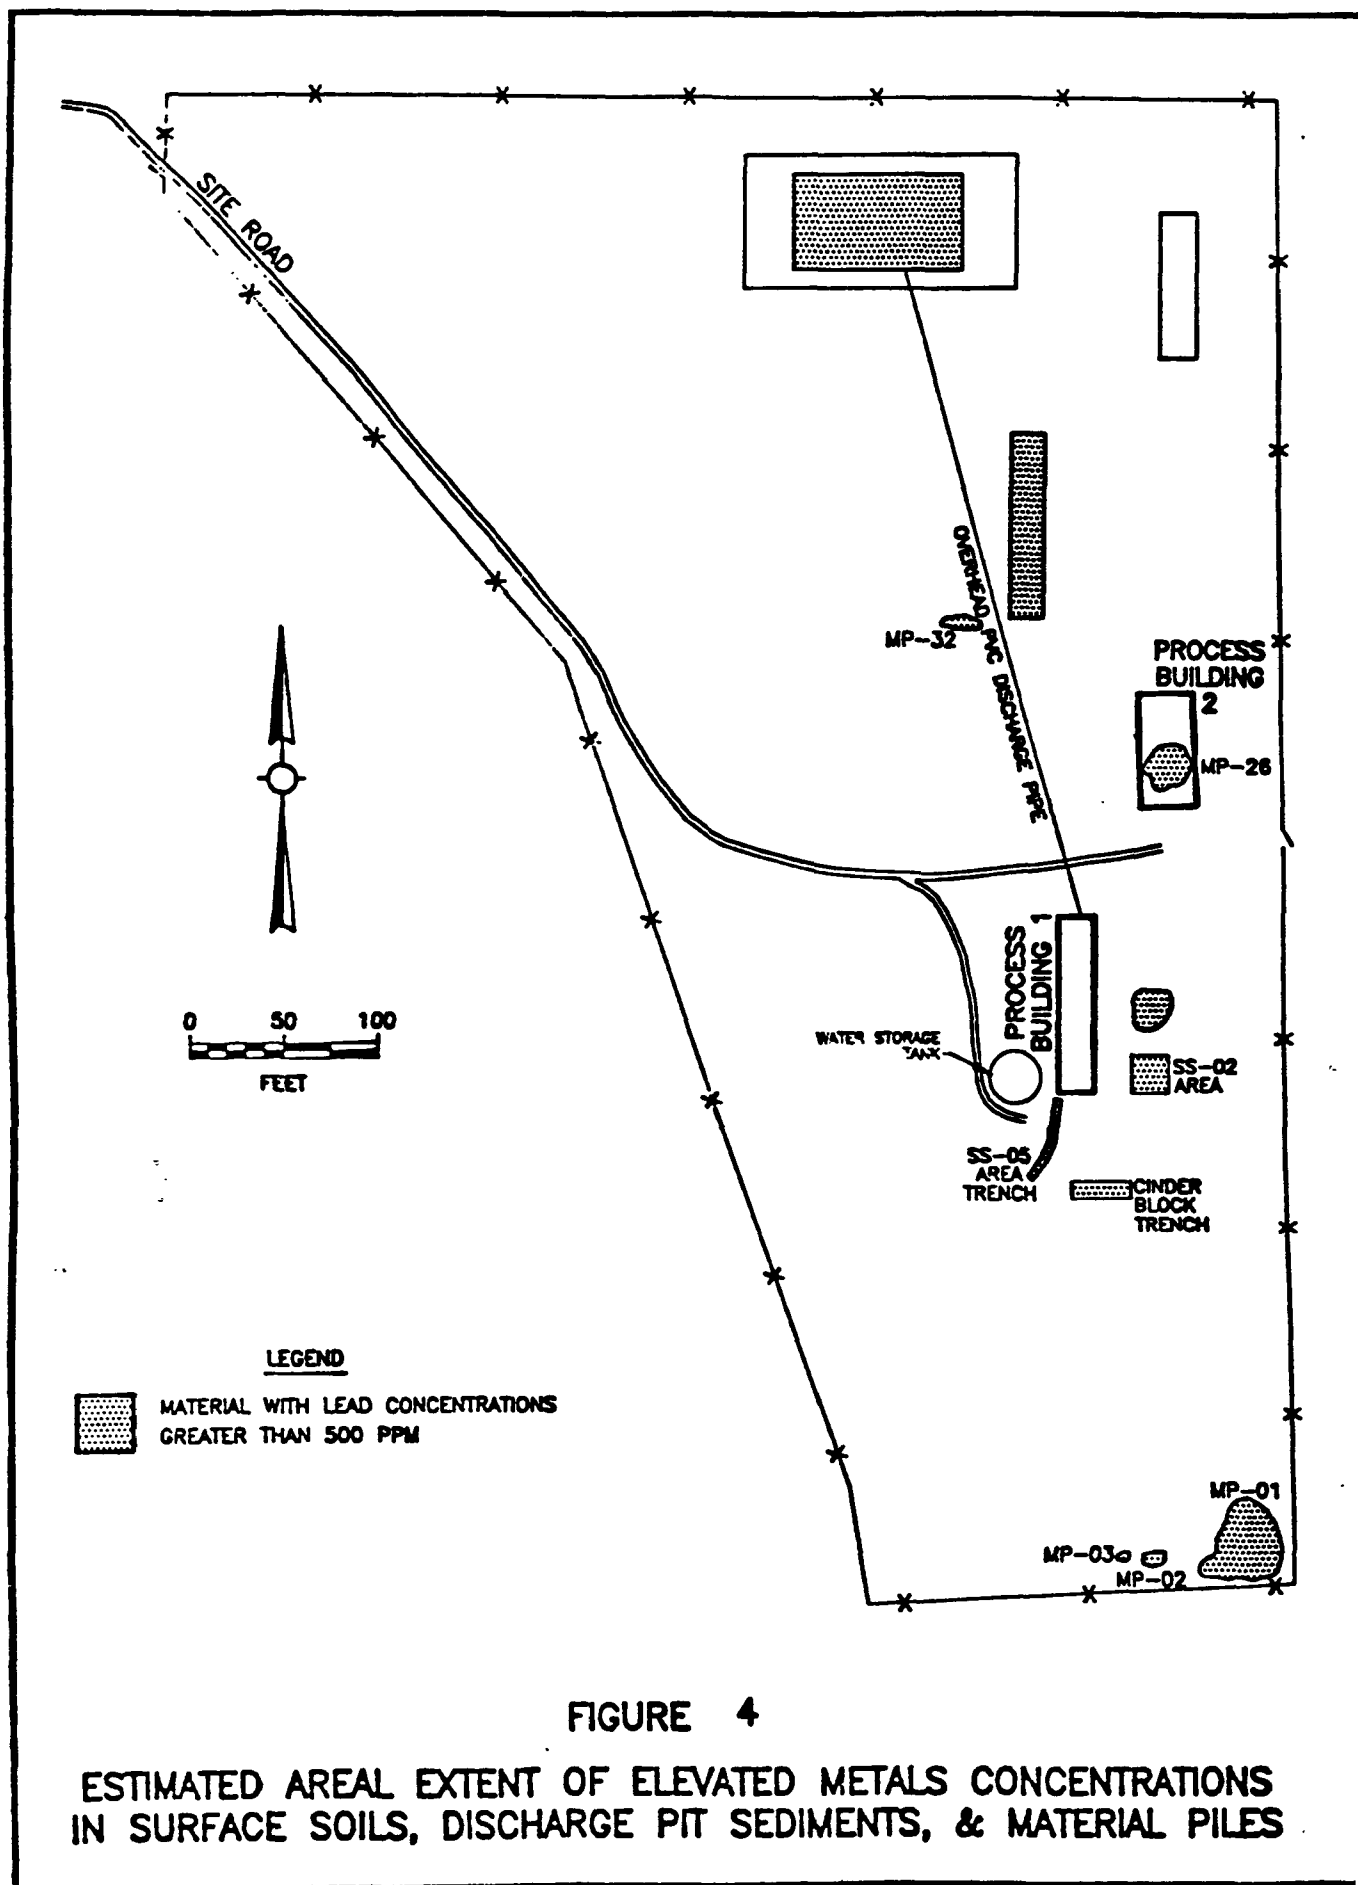 SITE ROAD
OVERHEAD PVC DISCHARGE PIPE
MP-32
PROCESS
BUILDING
2
MP-26
PROCESS
BUILDING 1
0 50 100
FEET
WATER STORAGE
TANK
SS-02
AREA
SS-05
AREA
TRENCH
CINDER
BLOCK
TRENCH
LEGEND
MATERIAL WITH LEAD CONCENTRATIONS
GREATER THAN 500 PPM
MP-01
MP-03
MP-02
FIGURE 4
ESTIMATED AREAL EXTENT OF ELEVATED METALS CONCENTRATIONS
IN SURFACE SOILS, DISCHARGE PIT SEDIMENTS, & MATERIAL PILES